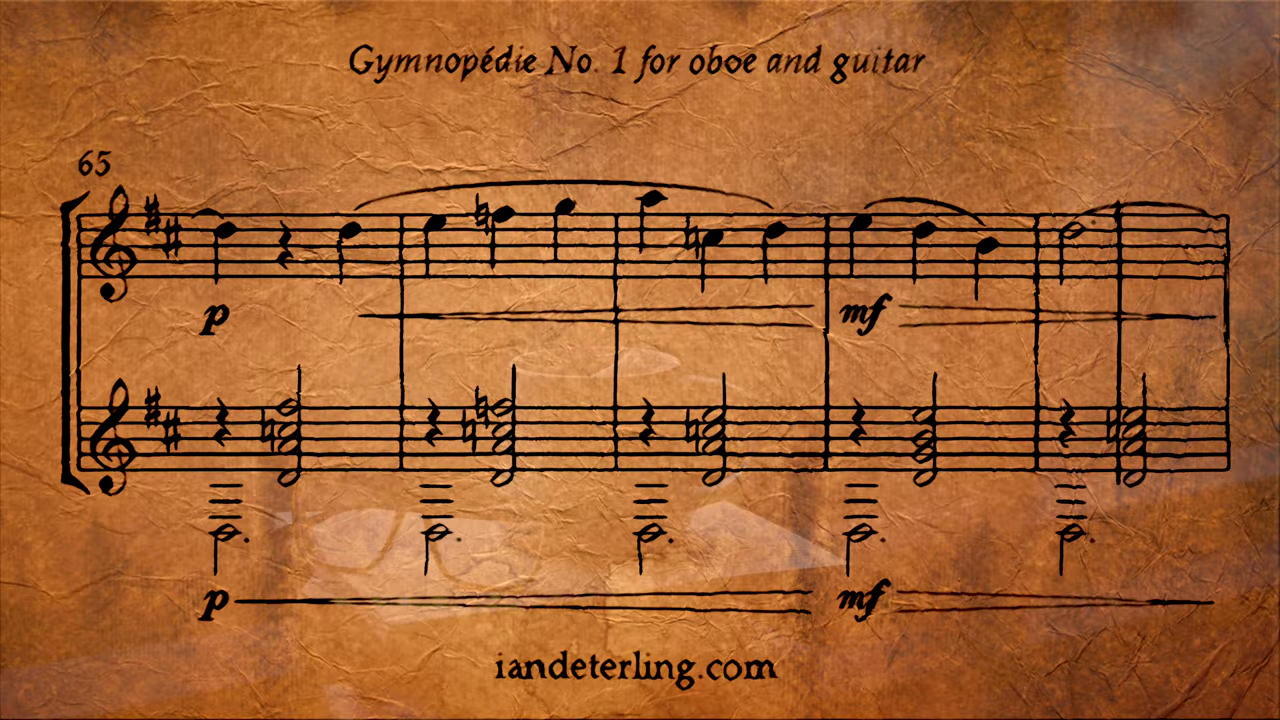 Gymnopédie No. 1 for oboe and guitar
65
p
mf
p
mf
iandeterling.com